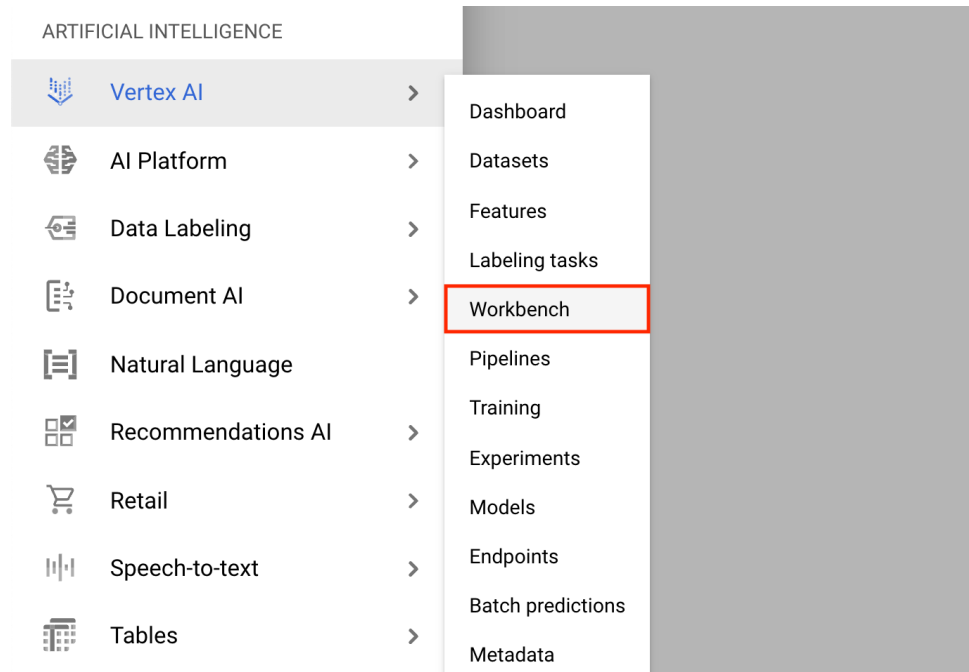 ARTIFICIAL INTELLIGENCE
Vertex AI
AI Platform
Data Labeling
Document AI
Natural Language
Recommendations AI
Retail
Speech-to-text
Tables
Dashboard
Datasets
Features
Labeling tasks
Workbench
Pipelines
Training
Experiments
Models
Endpoints
Batch predictions
Metadata